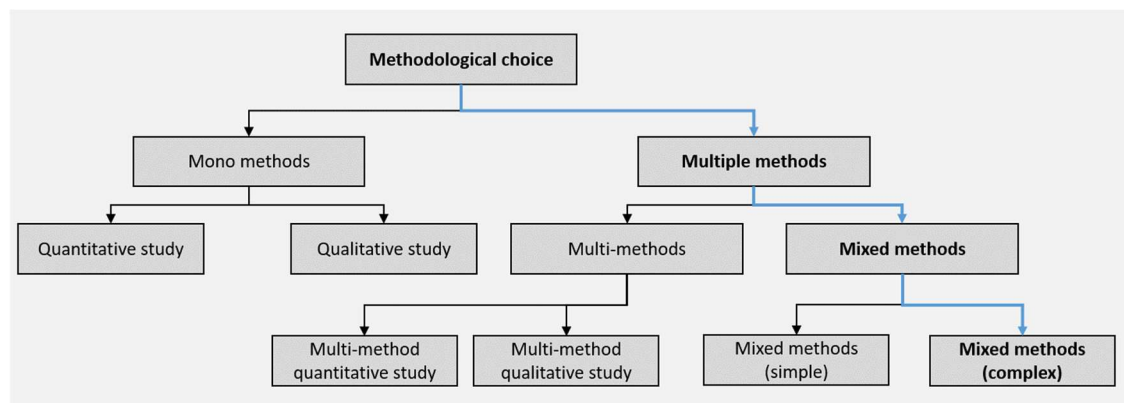 Methodological choice
Mono methods
Multiple methods
Quantitative study
Qualitative study
Multi-methods
Mixed methods
Multi-method
quantitative study
Multi-method
qualitative study
Mixed methods
(simple)
Mixed methods
(complex)